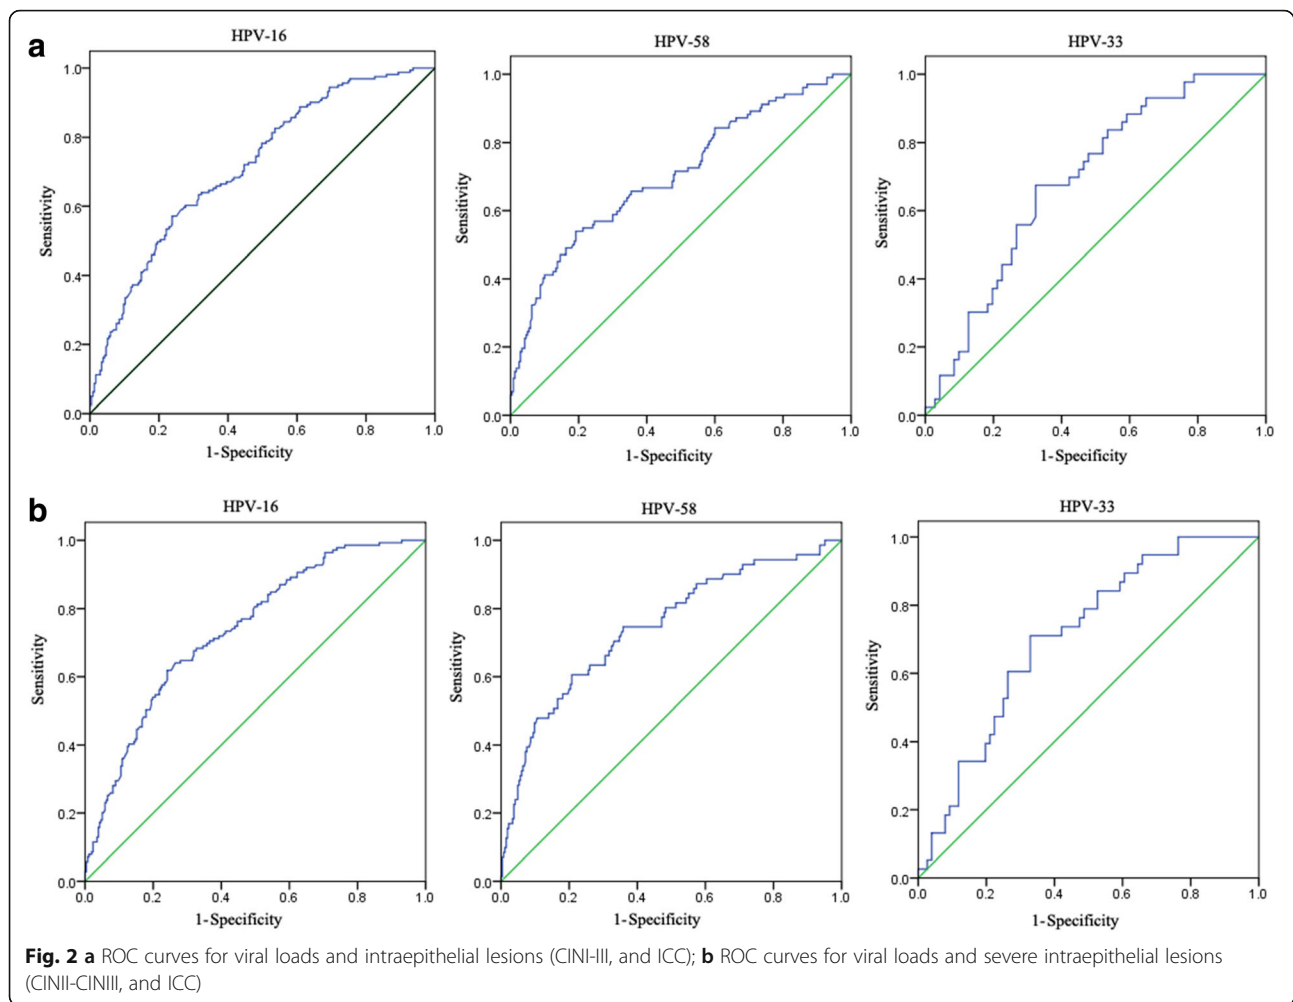 a
HPV-16
1.0
0.8
0.6
0.4
0.2
0.0
Sensitivity
0.0 0.2 0.4 0.6 0.8 1.0
1-Specificity
HPV-58
1.0
0.8
0.6
0.4
0.2
0.0
Sensitivity
0.0 0.2 0.4 0.6 0.8 1.0
1-Specificity
HPV-33
1.0
0.8
0.6
0.4
0.2
0.0
Sensitivity
0.0 0.2 0.4 0.6 0.8 1.0
1-Specificity
b
HPV-16
1.0
0.8
0.6
0.4
0.2
0.0
Sensitivity
0.0 0.2 0.4 0.6 0.8 1.0
1-Specificity
HPV-58
1.0
0.8
0.6
0.4
0.2
0.0
Sensitivity
0.0 0.2 0.4 0.6 0.8 1.0
1-Specificity
HPV-33
1.0
0.8
0.6
0.4
0.2
0.0
Sensitivity
0.0 0.2 0.4 0.6 0.8 1.0
1-Specificity
Fig. 2 a ROC curves for viral loads and intraepithelial lesions (CINI-III, and ICC); b ROC curves for viral loads and severe intraepithelial lesions
(CINII-CINIII, and ICC)